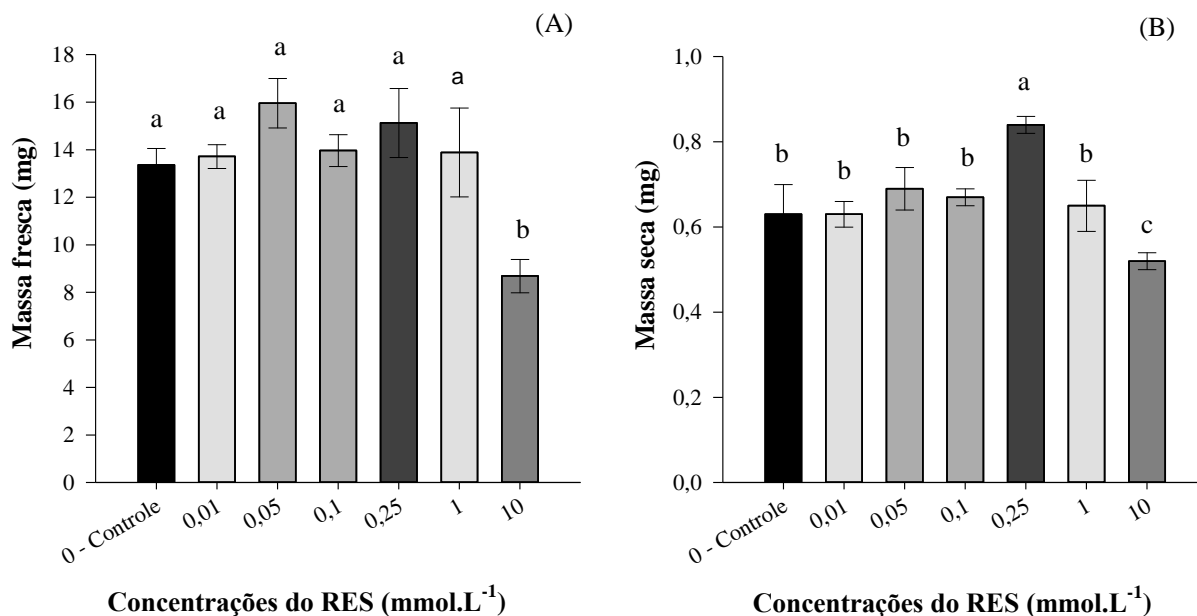 (A)
Massa fresca (mg)
18
16
14
12
10
8
6
4
2
0
a
a
a
a
a
a
b
0 - Controle
0,01
0,05
0,1
0,25
1
10
Concentrações do RES (mmol.L⁻¹)
(B)
Massa seca (mg)
1,0
0,8
0,6
0,4
0,2
0,0
b
b
b
b
a
b
c
0 - Controle
0,01
0,05
0,1
0,25
1
10
Concentrações do RES (mmol.L⁻¹)